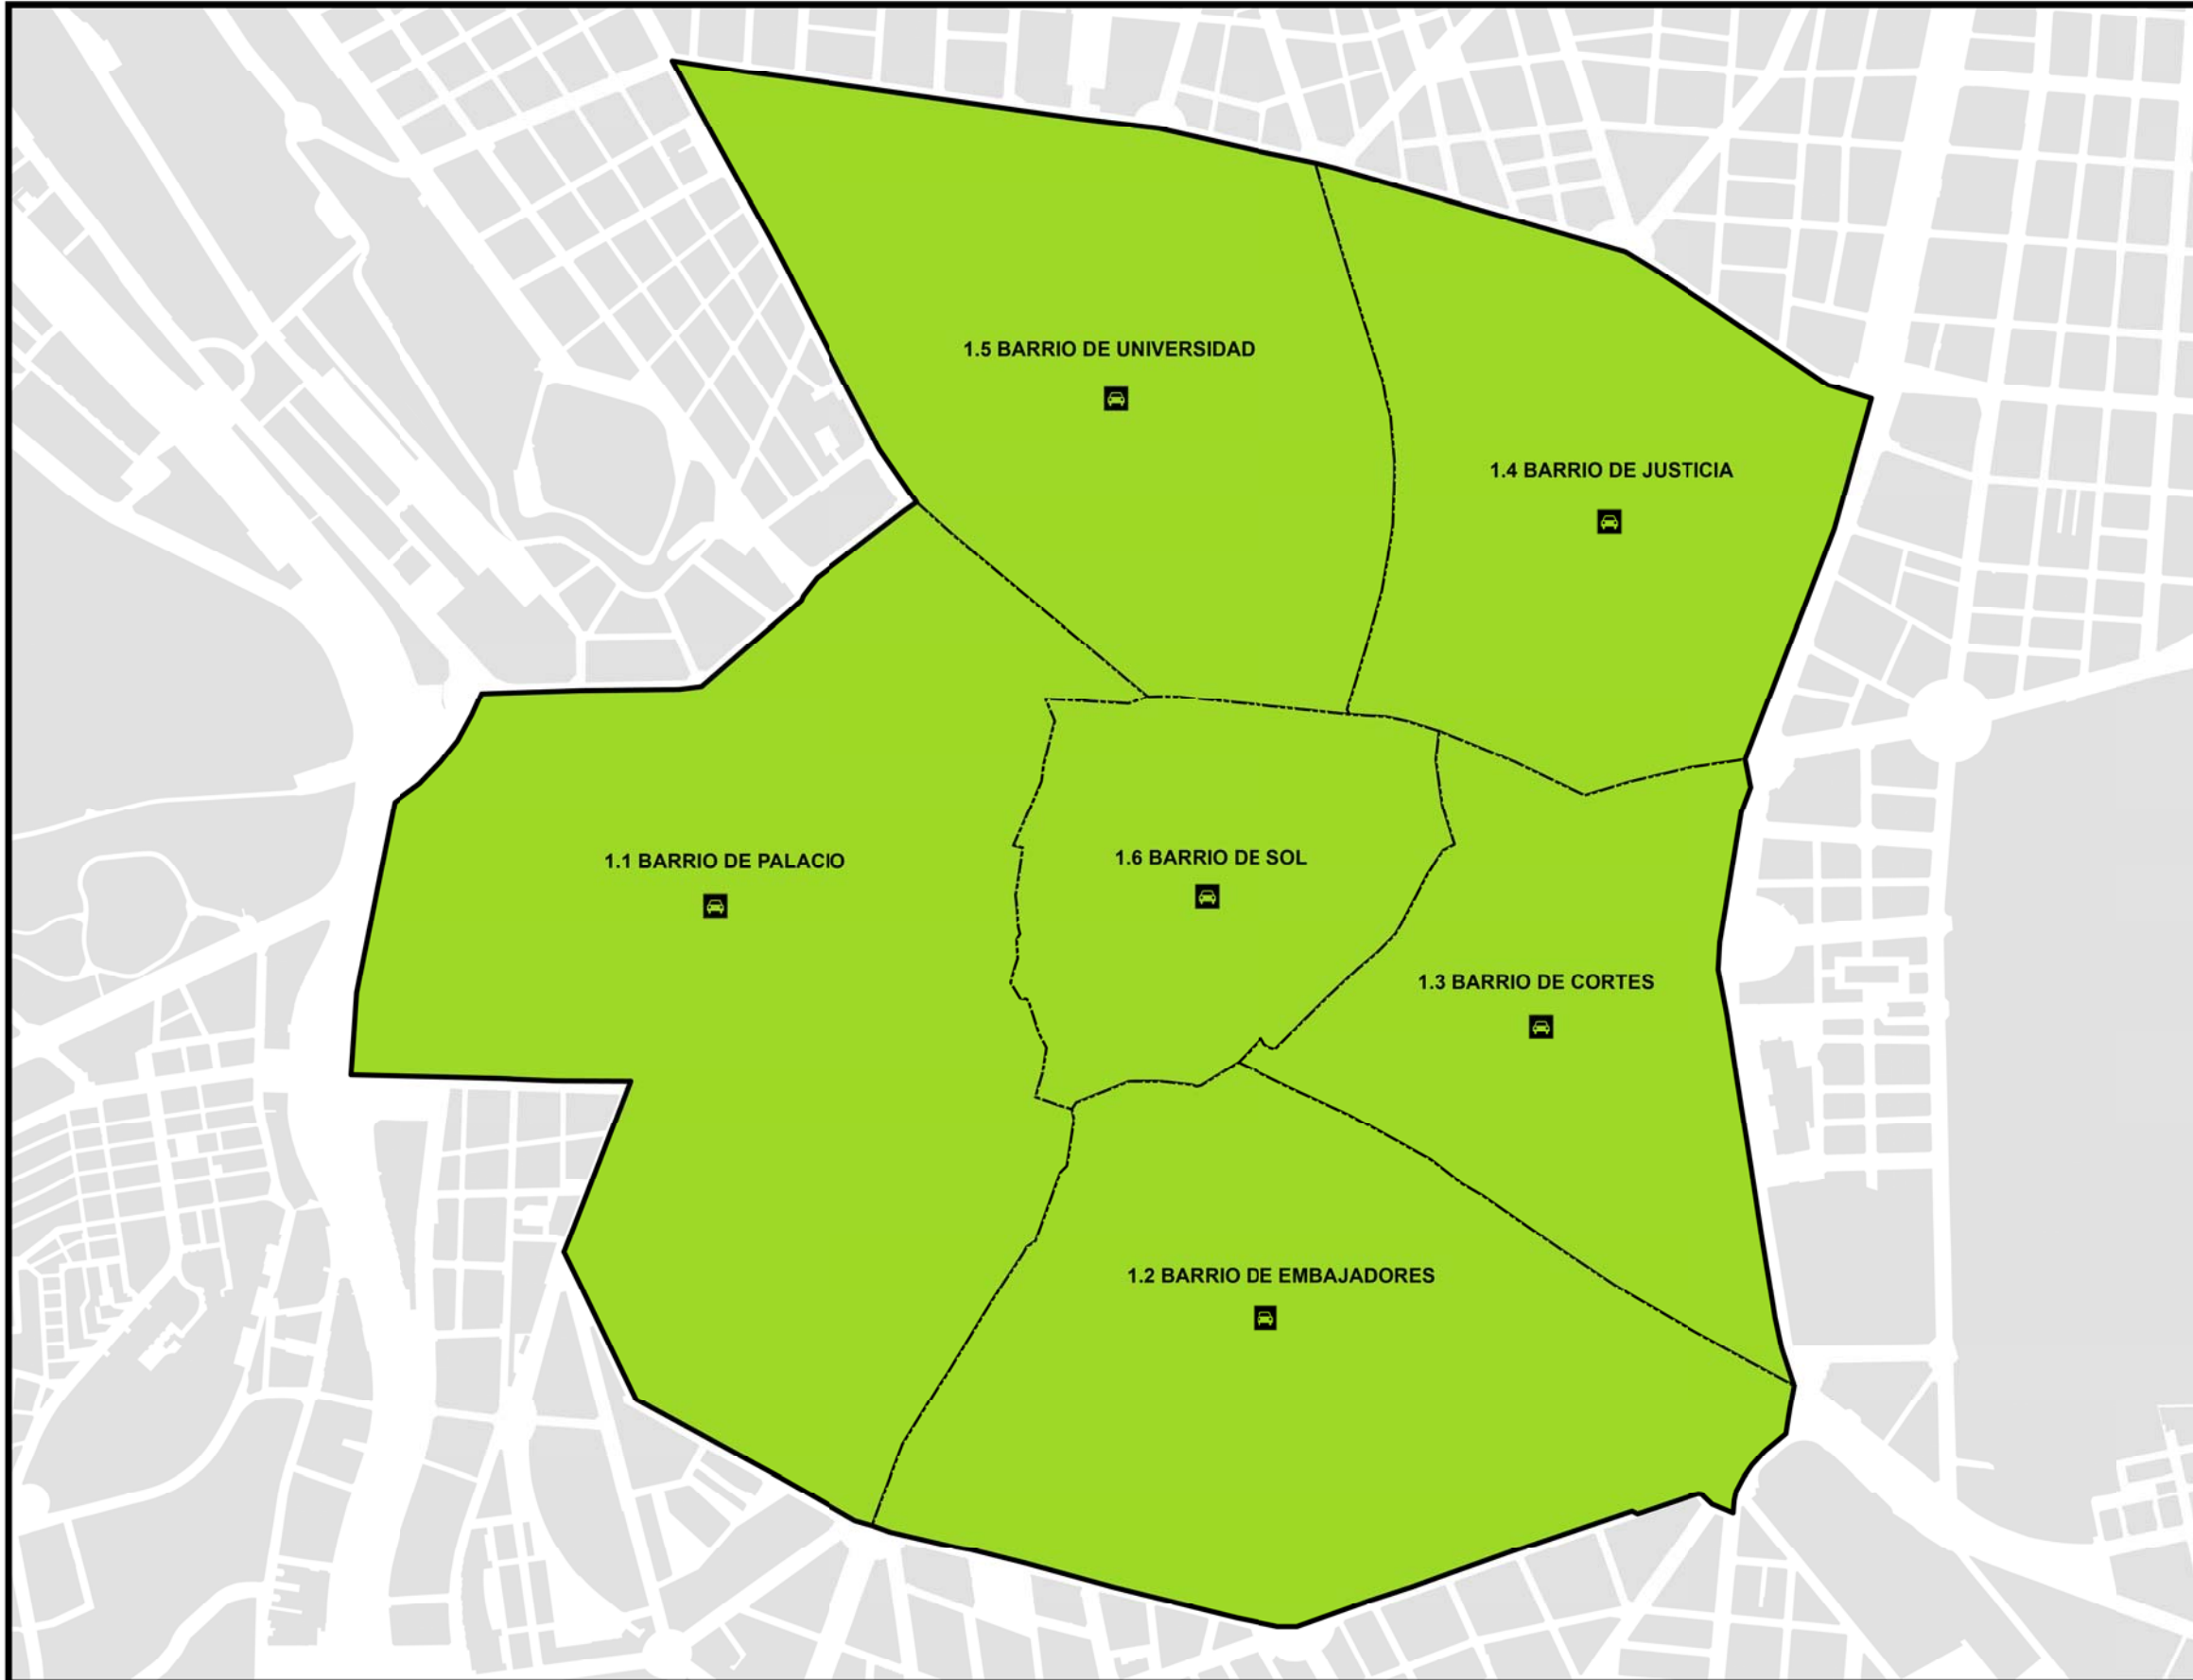 1.5 BARRIO DE UNIVERSIDAD
1.4 BARRIO DE JUSTICIA
1.1 BARRIO DE PALACIO
1.6 BARRIO DE SOL
1.3 BARRIO DE CORTES
1.2 BARRIO DE EMBAJADORES